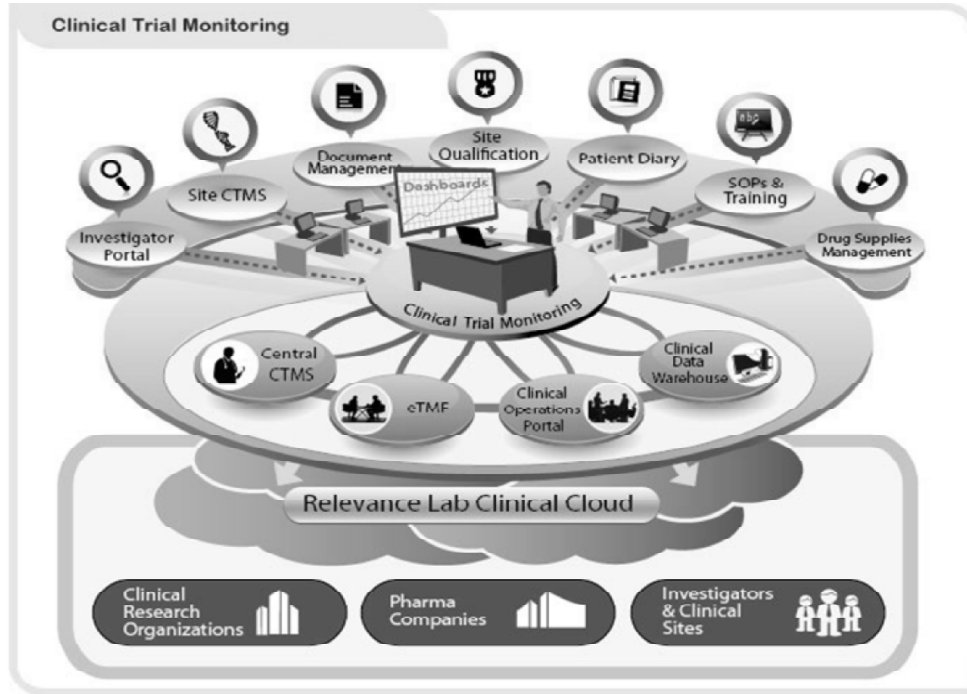 Clinical Trial Monitoring
Site
Qualification
Document
Management
Patient Diary
Site CTMS
Dashboards
abc
SOPs &
Training
Investigator
Portal
Drug Supplies
Management
Clinical Trial Monitoring
Central
CTMS
eTMF
Clinical
Operations
Portal
Clinical
Data
Warehouse
Relevance Lab Clinical Cloud
Clinical
Research
Organizations
Pharma
Companies
Investigators
& Clinical
Sites